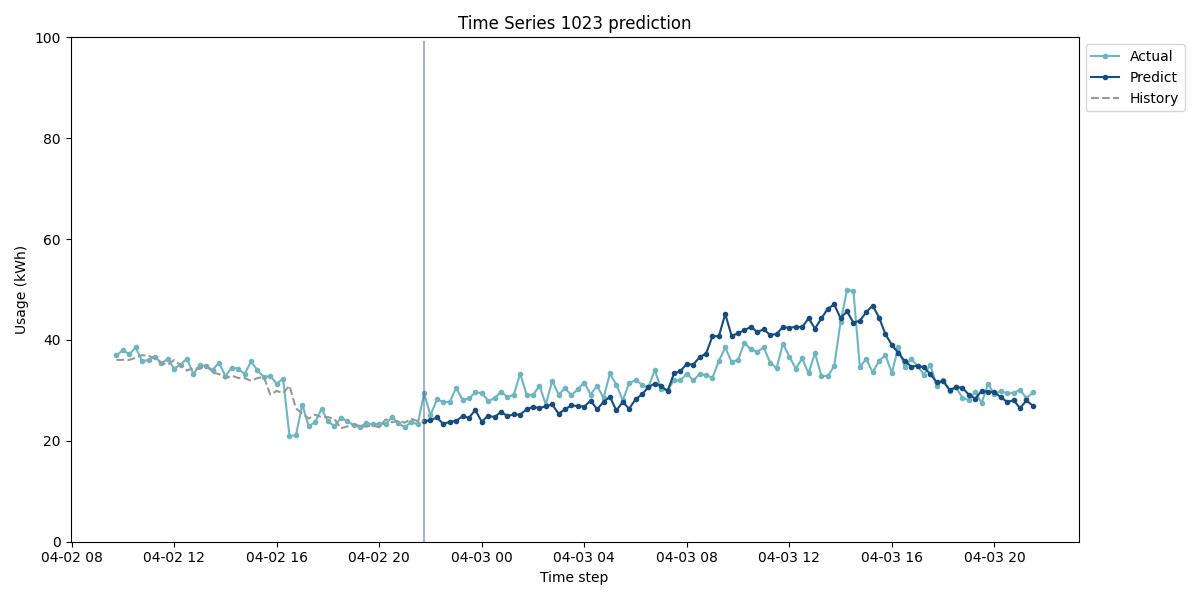 Time Series 1023 prediction
100
80
60
40
20
0
Usage (kWh)
04-02 08
04-02 12
04-02 16
04-02 20
04-03 00
04-03 04
04-03 08
04-03 12
04-03 16
04-03 20
Time step
Actual
Predict
History